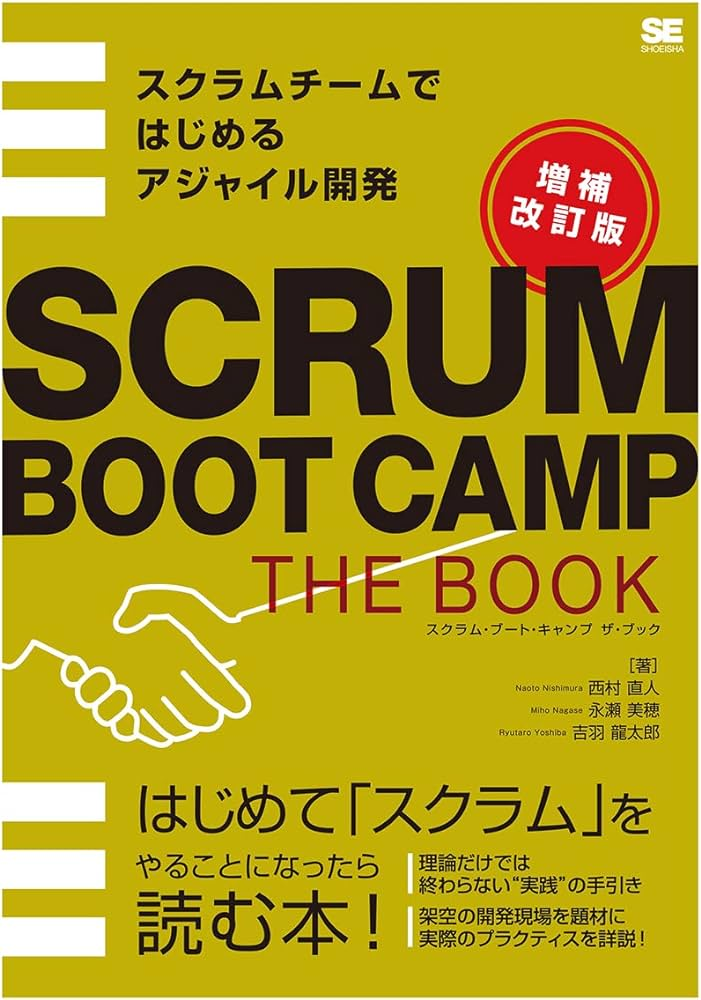 SE
SHOEISHA
スクラムチームで
はじめる
アジャイル開発
増補
改訂版
SCRUM
BOOT CAMP
THE BOOK
スクラム・ブート・キャンプ ザ・ブック
[著]
Naoto Nishimura 西村 直人
Miho Nagase 永瀬 美穂
Ryutaro Yoshiba 吉羽 龍太郎
はじめて「スクラム」を
やることになったら
読む本!
理論だけでは
終わらない“実践”の手引き
架空の開発現場を題材に
実際のプラクティスを詳説!